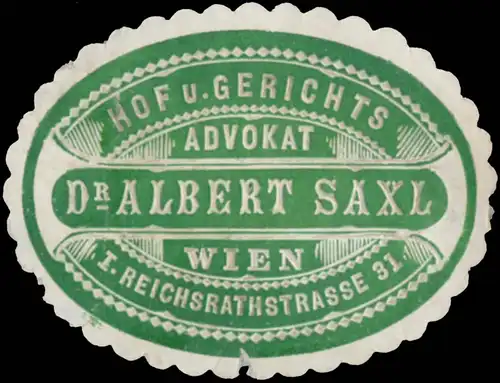 HOF U. GERICHTS
ADVOKAT
DR ALBERT SAXL
WIEN
I. REICHSRATHSTRASSE 31